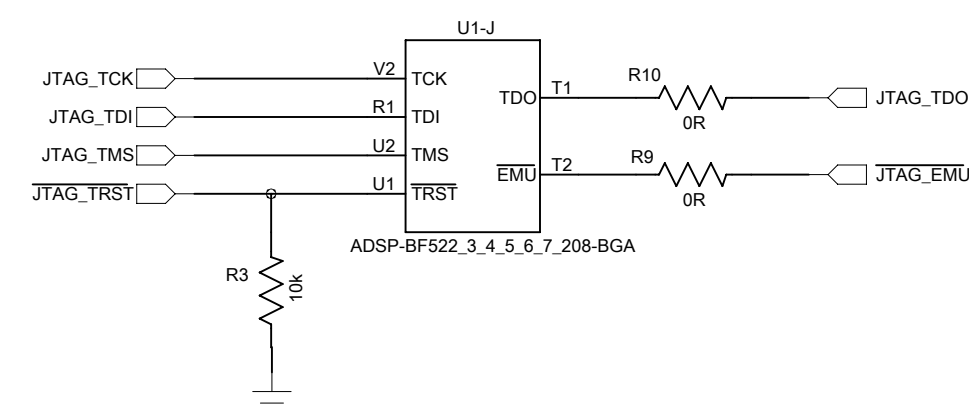 U1-J
JTAG_TCK V2 TCK
JTAG_TDI R1 TDI
JTAG_TMS U2 TMS
JTAG_TRST U1 TRST
TDO T1 R10 0R JTAG_TDO
EMU T2 R9 0R JTAG_EMU
ADSP-BF522_3_4_5_6_7_208-BGA
R3 10k